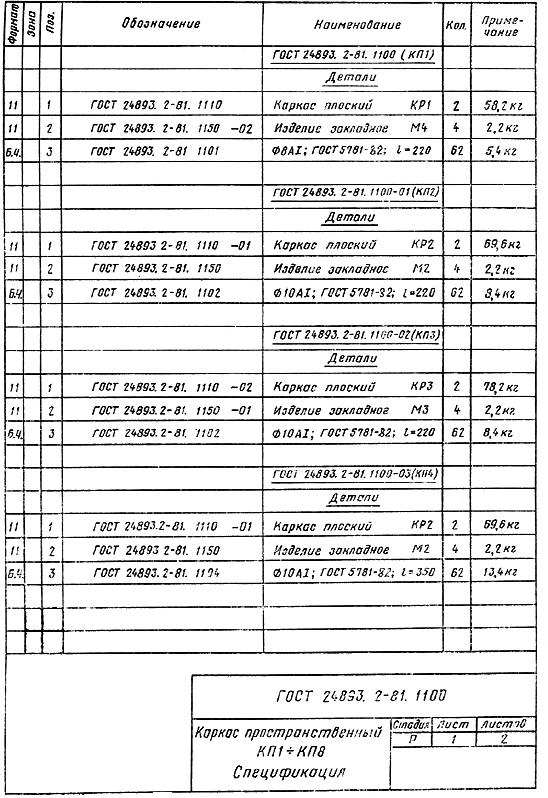 Формат Зона Поз. Обозначение Наименование Кол. Приме-
чание
ГОСТ 24893. 2-81. 1100 (КП1)
Детали
11 1 ГОСТ 24893. 2-81. 1110 Каркас плоский КР1 2 58,2 кг
11 2 ГОСТ 24893. 2-81. 1150 -02 Изделие закладное М4 4 2,2 кг
Б.Ч. 3 ГОСТ 24893. 2-81 1101 Ф8АI; ГОСТ 5781-82; l=220 62 5,4 кг
ГОСТ 24893. 2-81. 1100-01(КП2)
Детали
11 1 ГОСТ 24893 2-81. 1110 -01 Каркас плоский КР2 2 69,6 кг
11 2 ГОСТ 24893. 2-81. 1150 Изделие закладное М2 4 2,2 кг
Б.Ч. 3 ГОСТ 24893. 2-81. 1102 Ф10АI; ГОСТ 5781-82; l=220 62 8,4 кг
ГОСТ 24893. 2-81. 1100-02(КП3)
Детали
11 1 ГОСТ 24893. 2-81. 1110 -02 Каркас плоский КР3 2 78,2 кг
11 2 ГОСТ 24893. 2-81. 1150 -01 Изделие закладное М3 4 2,2 кг
Б.Ч. 3 ГОСТ 24893. 2-81. 1102 Ф10АI; ГОСТ 5781-82; l=220 62 8,4 кг
ГОСТ 24893. 2-81. 1100-03(КП4)
Детали
11 1 ГОСТ 24893.2-81. 1110 -01 Каркас плоский КР2 2 69,6 кг
11 2 ГОСТ 24893 2-81. 1150 Изделие закладное М2 4 2,2 кг
Б.Ч. 3 ГОСТ 24893. 2-81. 1104 Ф10АI; ГОСТ 5781-82; l=350 62 13,4 кг
ГОСТ 24893. 2-81. 1100
Каркас пространственный
КП1÷КП8
Спецификация
Стадия Лист Листов
Р 1 2